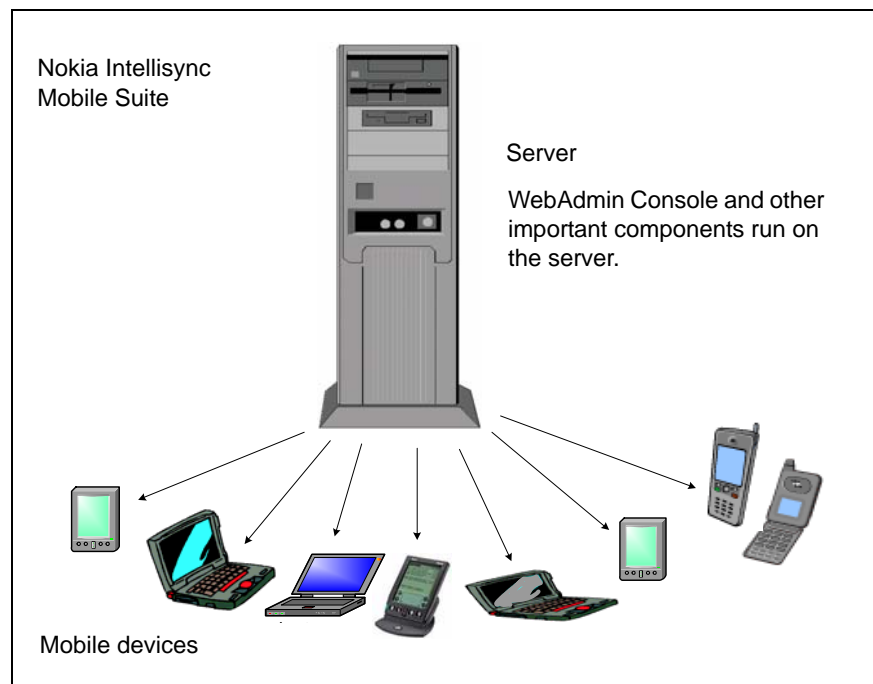 Nokia Intellisync
Mobile Suite
Server
WebAdmin Console and other
important components run on
the server.
Mobile devices